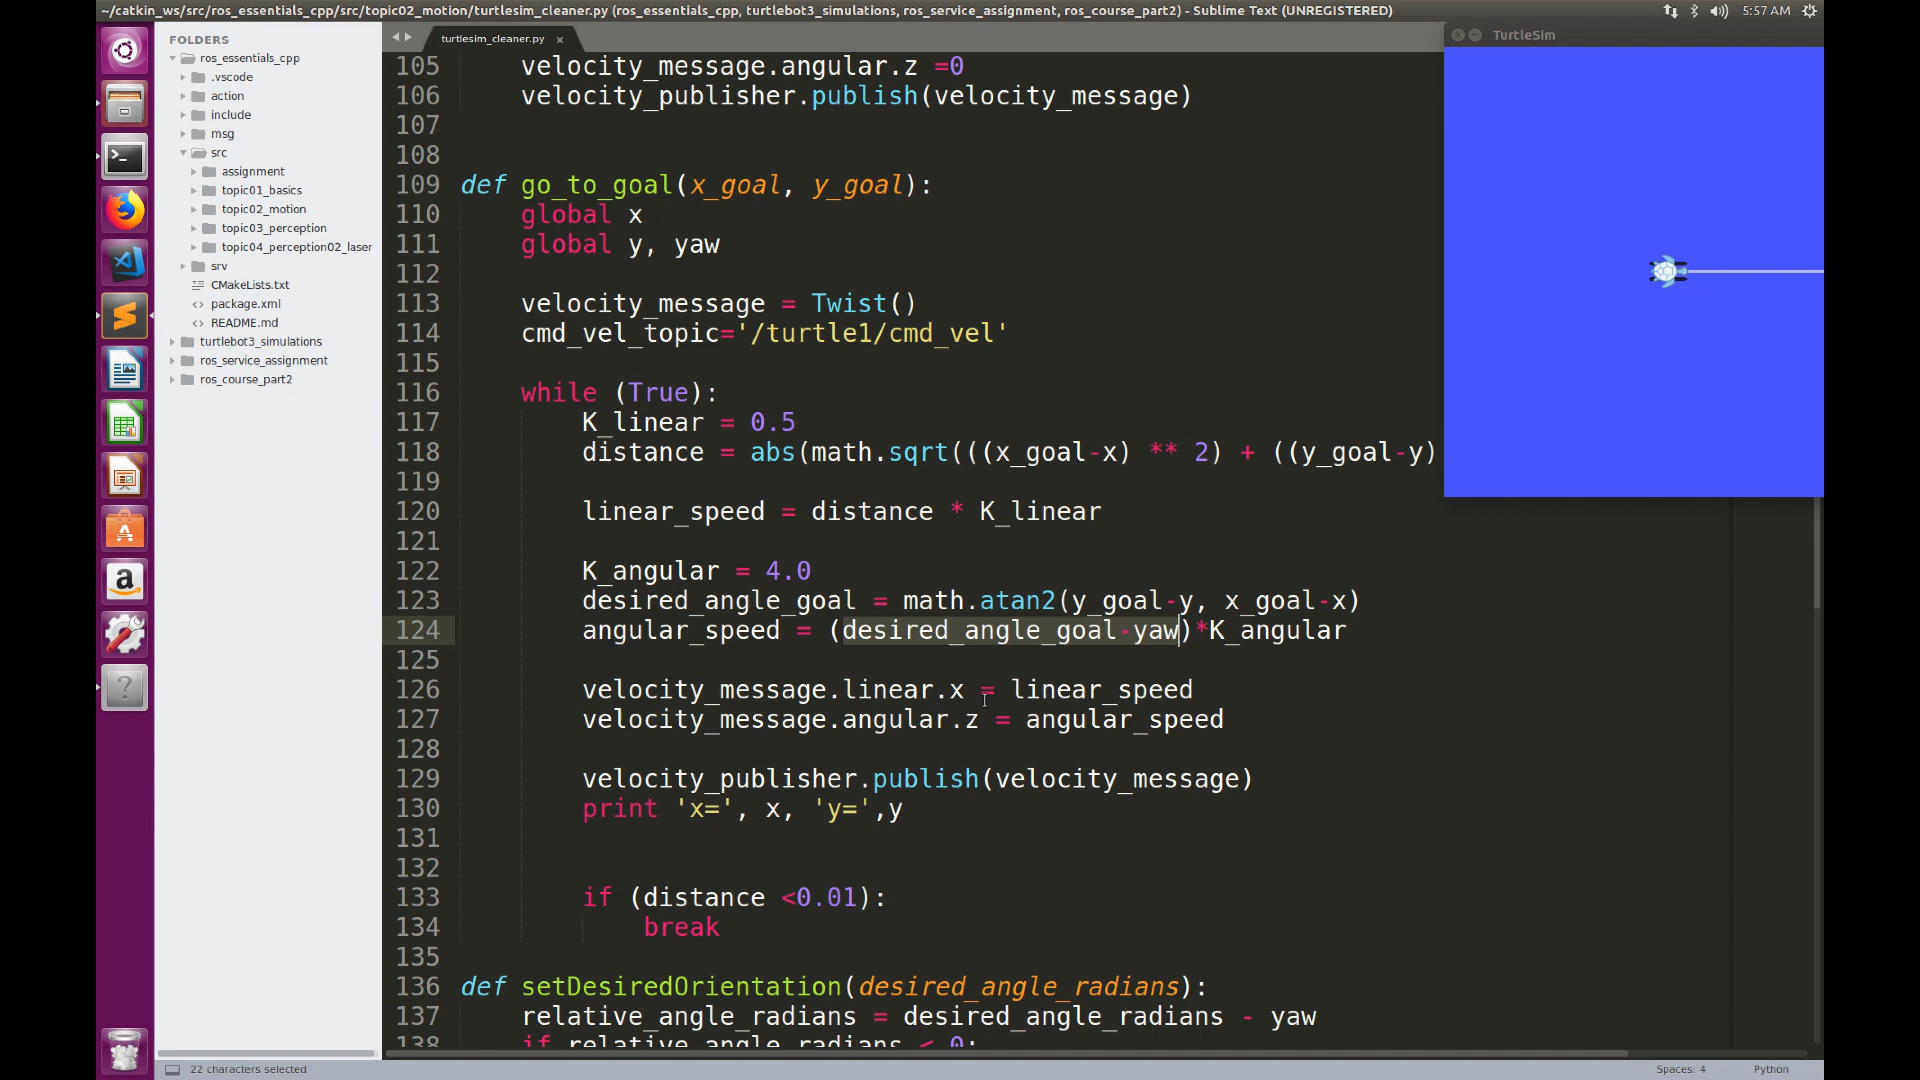 ~/catkin_ws/src/ros_essentials_cpp/src/topic02_motion/turtlesim_cleaner.py (ros_essentials_cpp, turtlebot3_simulations, ros_service_assignment, ros_course_part2) - Sublime Text (UNREGISTERED)
5:57 AM
FOLDERS
ros_essentials_cpp
.vscode
action
include
msg
src
assignment
topic01_basics
topic02_motion
topic03_perception
topic04_perception02_laser
srv
CMakeLists.txt
package.xml
README.md
turtlebot3_simulations
ros_service_assignment
ros_course_part2
turtlesim_cleaner.py
TurtleSim
105 velocity_message.angular.z =0
106 velocity_publisher.publish(velocity_message)
107
108
109 def go_to_goal(x_goal, y_goal):
110 global x
111 global y, yaw
112
113 velocity_message = Twist()
114 cmd_vel_topic='/turtle1/cmd_vel'
115
116 while (True):
117 K_linear = 0.5
118 distance = abs(math.sqrt(((x_goal-x) ** 2) + ((y_goal-y)
119
120 linear_speed = distance * K_linear
121
122 K_angular = 4.0
123 desired_angle_goal = math.atan2(y_goal-y, x_goal-x)
124 angular_speed = (desired_angle_goal-yaw)*K_angular
125
126 velocity_message.linear.x = linear_speed
127 velocity_message.angular.z = angular_speed
128
129 velocity_publisher.publish(velocity_message)
130 print 'x=', x, 'y=',y
131
132
133 if (distance <0.01):
134 break
135
136 def setDesiredOrientation(desired_angle_radians):
137 relative_angle_radians = desired_angle_radians - yaw
138 if relative_angle_radians < 0:
22 characters selected
Spaces: 4
Python